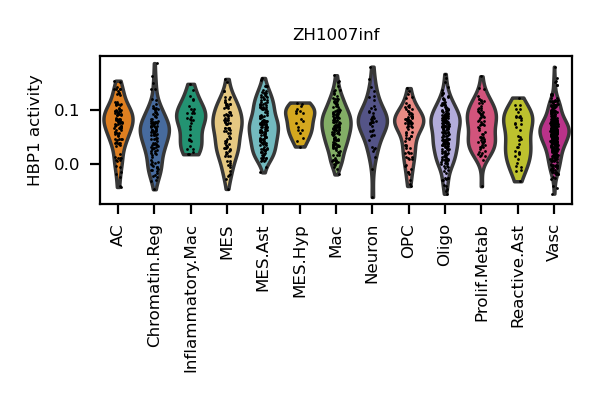 ZH1007inf
HBP1 activity
0.1
0.0
AC
Chromatin.Reg
Inflammatory.Mac
MES
MES.Ast
MES.Hyp
Mac
Neuron
OPC
Oligo
Prolif.Metab
Reactive.Ast
Vasc